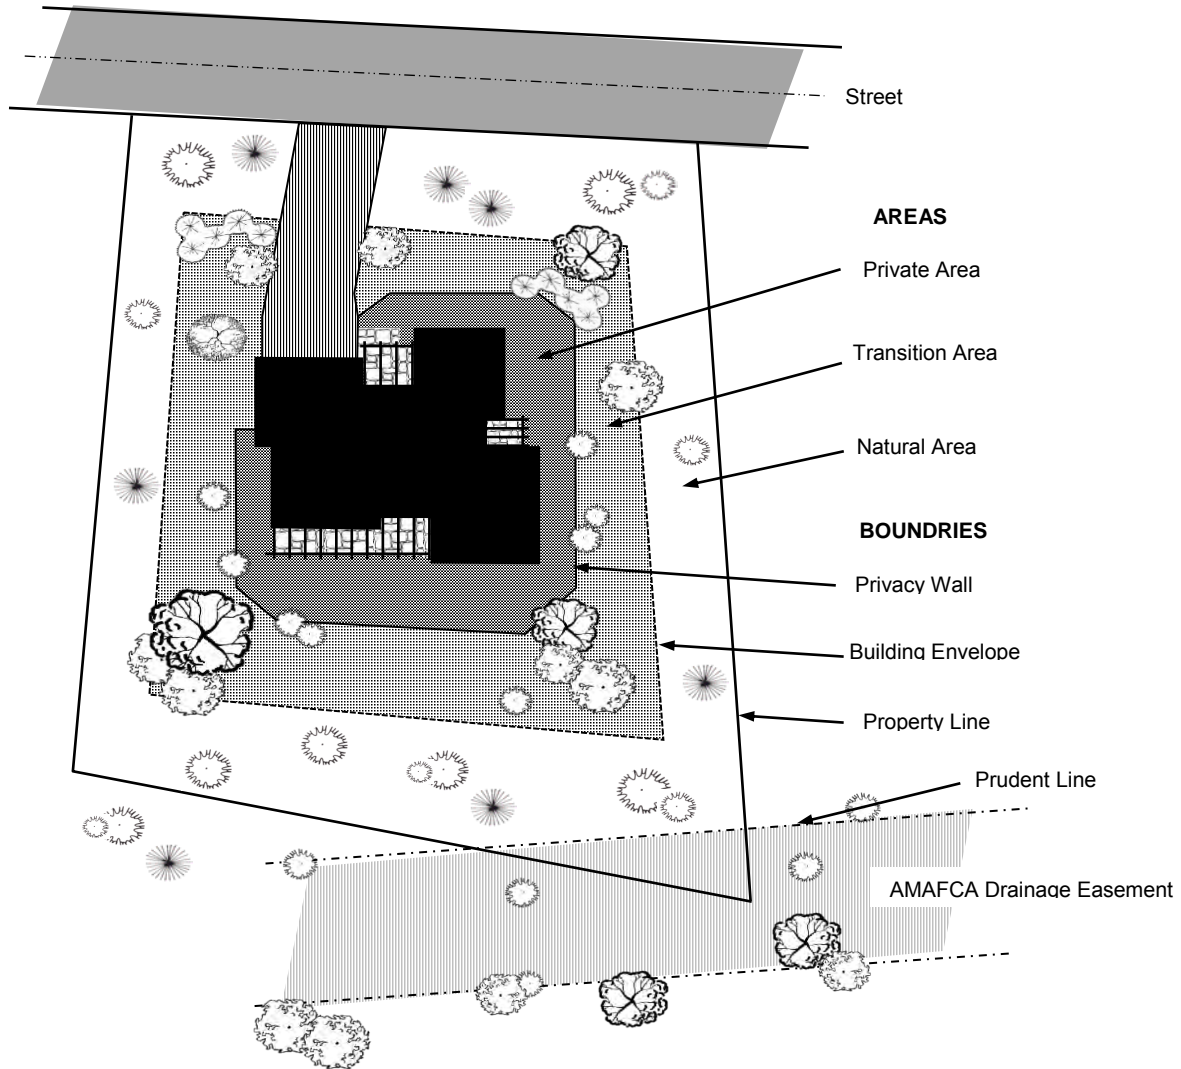 Street
AREAS
Private Area
Transition Area
Natural Area
BOUNDRIES
Privacy Wall
Building Envelope
Property Line
Prudent Line
AMAFCA Drainage Easement